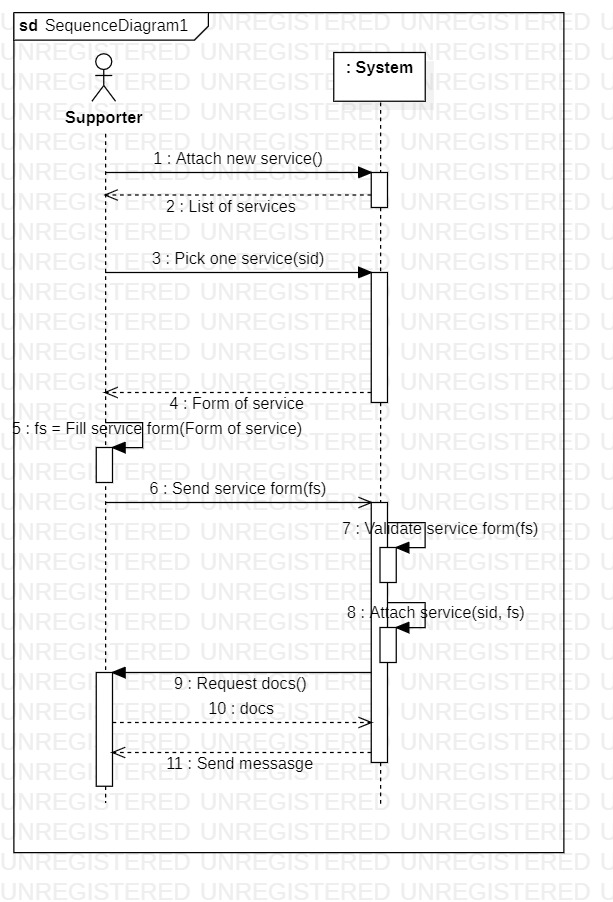 sd SequenceDiagram1
Supporter
: System
1 : Attach new service()
2 : List of services
3 : Pick one service(sid)
4 : Form of service
5 : fs = Fill service form(Form of service)
6 : Send service form(fs)
7 : Validate service form(fs)
8 : Attach service(sid, fs)
9 : Request docs()
10 : docs
11 : Send messasge
UNREGISTERED